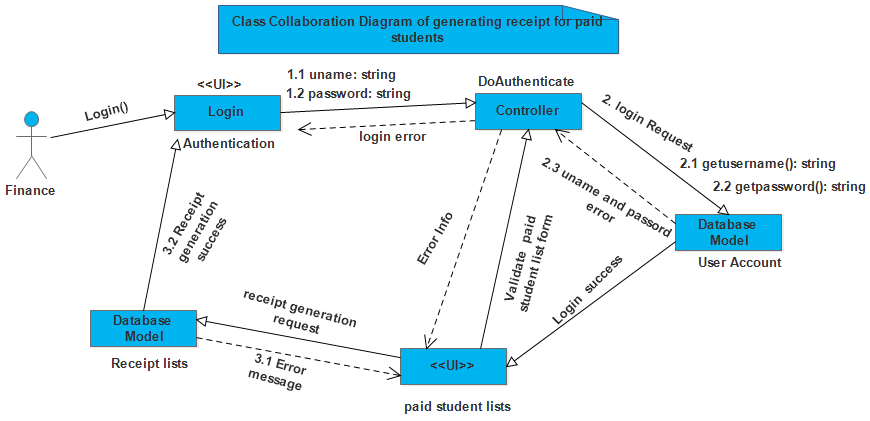 Class Collaboration Diagram of generating receipt for paid
students
<<UI>>
Login
Authentication
1.1 uname: string
1.2 password: string
DoAuthenticate
Controller
Login()
Finance
login error
2. login Request
2.1 getusername(): string
2.2 getpassword(): string
2.3 uname and passord
error
Database
Model
User Account
3.2 Receipt
generation
success
Error Info
Validate paid
student list form
Login success
receipt generation
request
Database
Model
Receipt lists
3.1 Error
message
<<UI>>
paid student lists